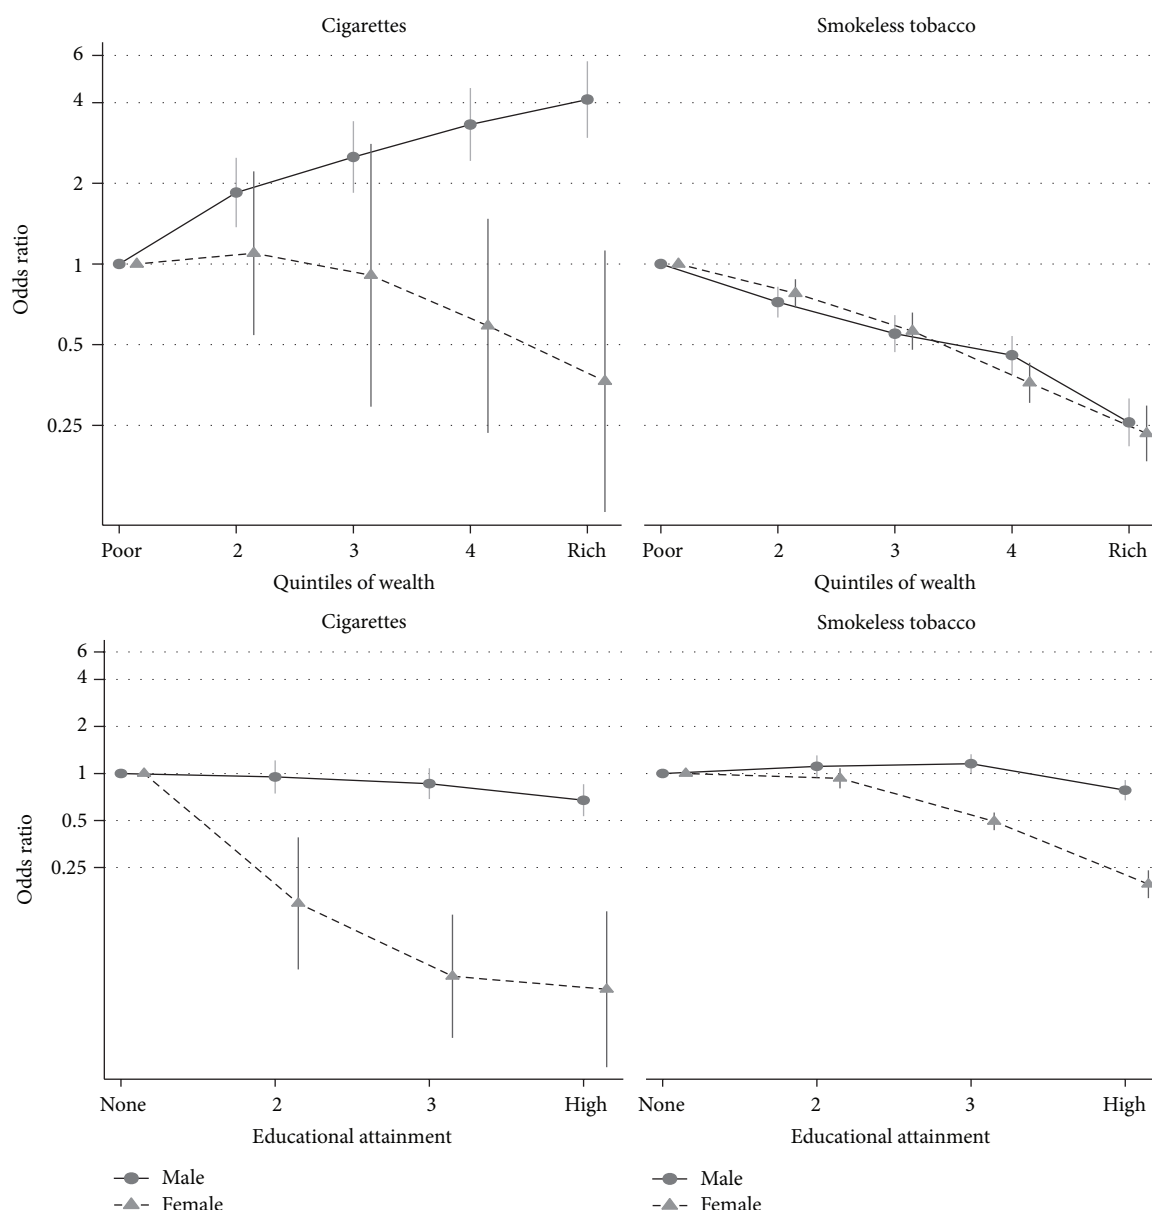 Cigarettes
Smokeless tobacco
6
4
2
1
0.5
0.25
Odds ratio
Poor 2 3 4 Rich
Poor 2 3 4 Rich
Quintiles of wealth
Quintiles of wealth
Cigarettes
Smokeless tobacco
6
4
2
1
0.5
0.25
Odds ratio
None 2 3 High
None 2 3 High
Educational attainment
Educational attainment
Male
Female
Male
Female